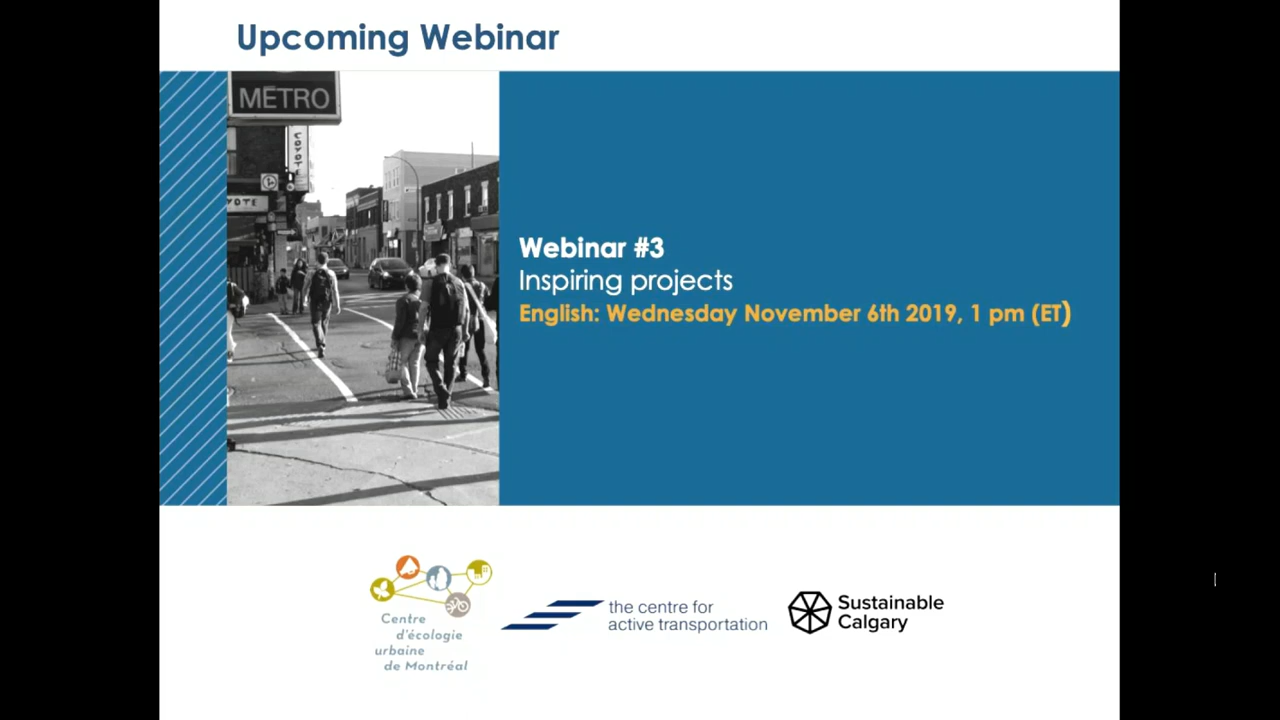 Upcoming Webinar
MÉTRO
COYOTE
YOTE
Webinar #3
Inspiring projects
English: Wednesday November 6th 2019, 1 pm (ET)
Centre
d'écologie
urbaine
de Montréal
the centre for
active transportation
Sustainable
Calgary